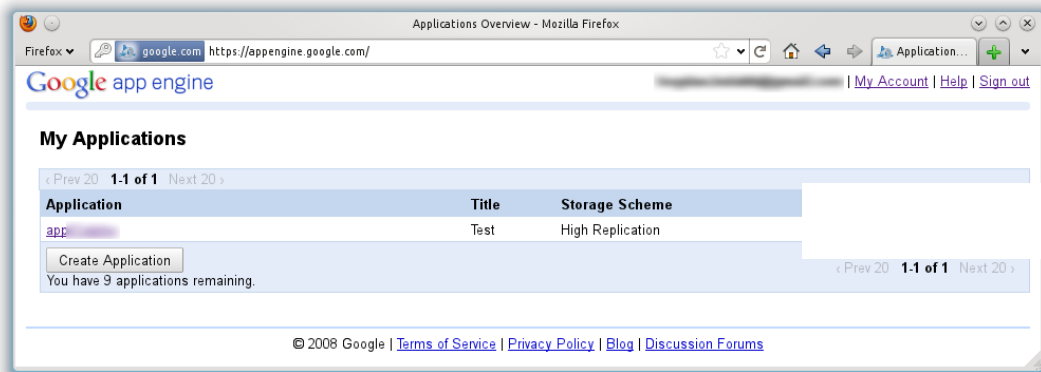 Applications Overview - Mozilla Firefox
Firefox google.com https://appengine.google.com/ Application...
Google app engine | My Account | Help | Sign out
My Applications
‹ Prev 20 1-1 of 1 Next 20 ›
Application Title Storage Scheme
Test High Replication
Create Application
You have 9 applications remaining.
‹ Prev 20 1-1 of 1 Next 20 ›
© 2008 Google | Terms of Service | Privacy Policy | Blog | Discussion Forums